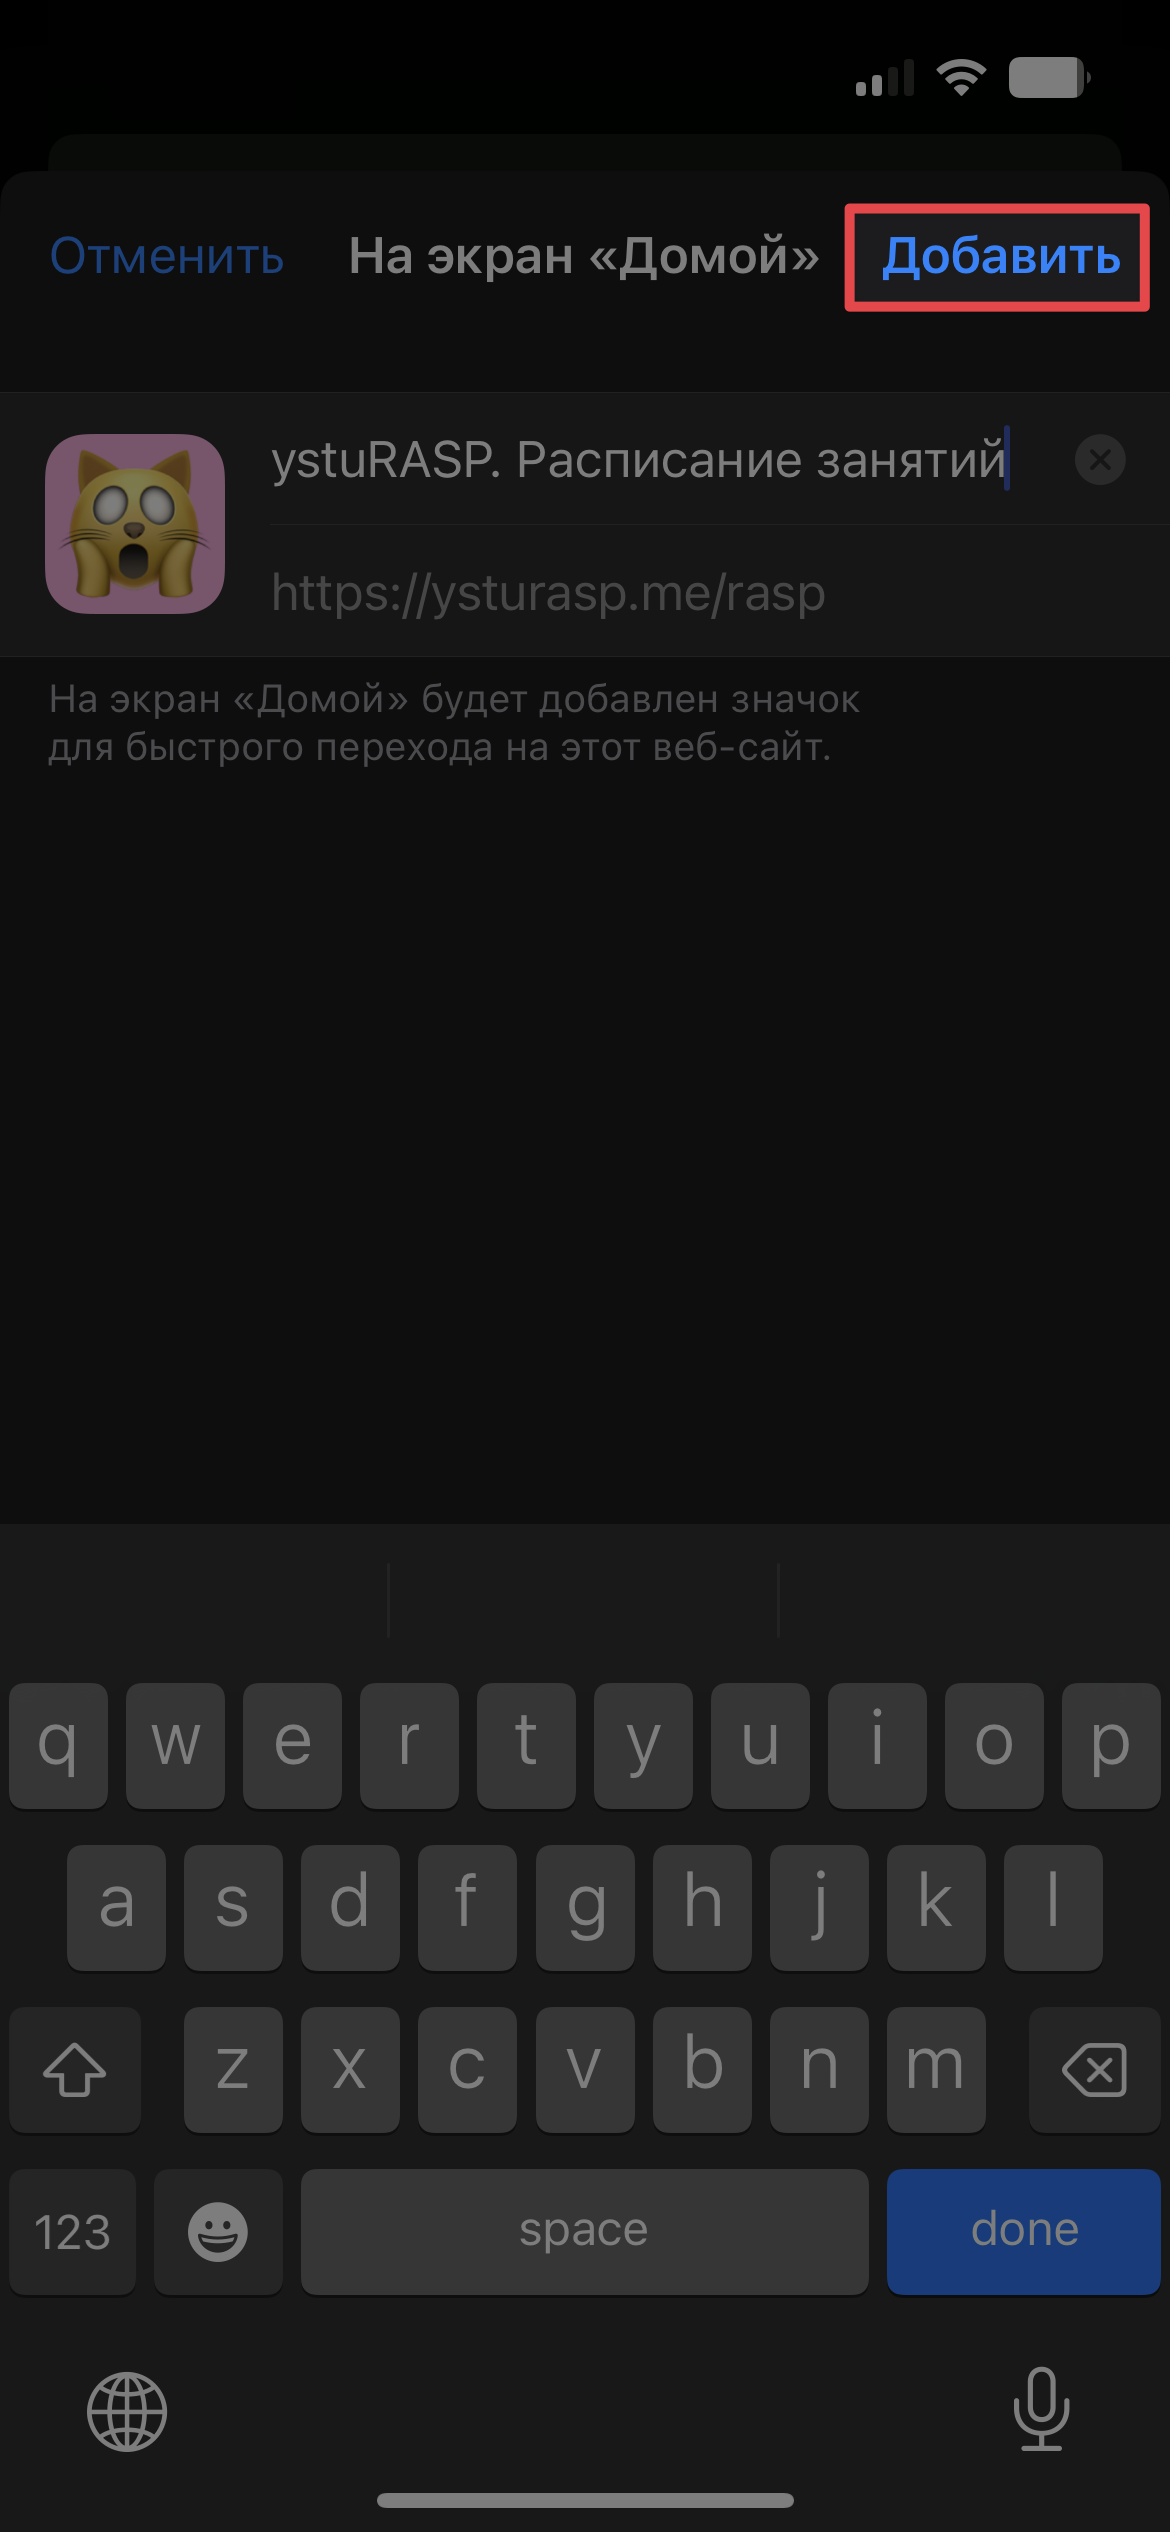 Отменить На экран «Домой» Добавить
ystuRASP. Расписание занятий
https://ysturasp.me/rasp
На экран «Домой» будет добавлен значок
для быстрого перехода на этот веб-сайт.
q w e r t y u i o p
a s d f g h j k l
z x c v b n m
123 space done